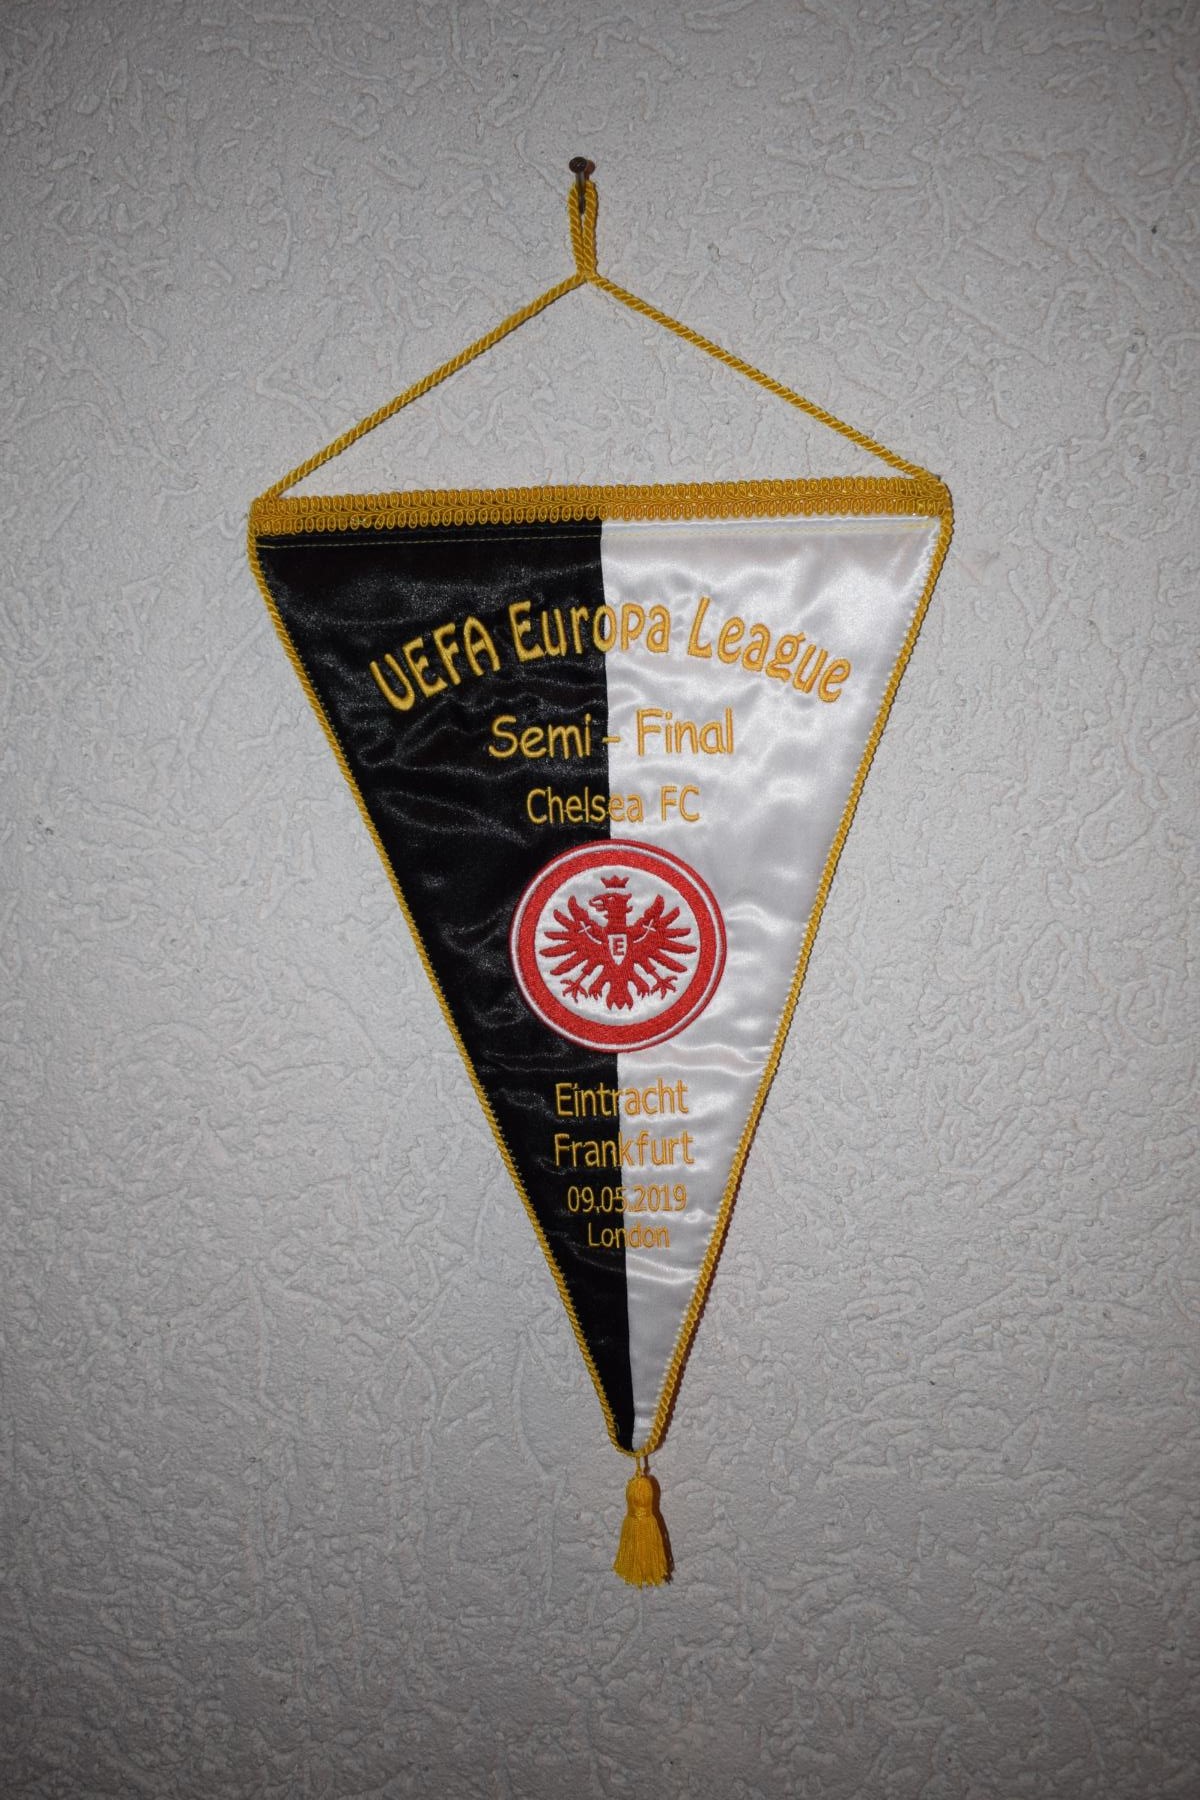 UEFA Europa League
Semi - Final
Chelsea FC
E
Eintracht
Frankfurt
09.05.2019
London